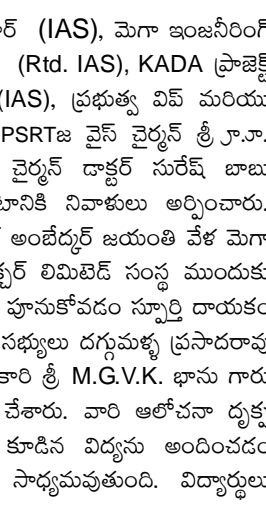 ర్ (IAS), మెగా ఇంజనీరింగ్
(Rtd. IAS), KADA ప్రాజెక్ట్
(IAS), ప్రభుత్వ విప్ మరియు
PSRTజ వైస్ చైర్మన్ శ్రీ
చైర్మన్ డాక్టర్ సురేష్ బాబు
టానికి నివాళులు అర్పించారు.
అంబేద్కర్ జయంతి వేళ మెగా
క్చర్ లిమిటెడ్ సంస్థ ముందుకు
పూనుకోవడం స్ఫూర్తి దాయకం
సభ్యులు దగ్గుమళ్ళ ప్రసాదరావు
కారి శ్రీ M.G.V.K. భాను గారు
చేశారు. వారి ఆలోచనా దృక్ప
కూడిన విద్యను అందించడం
సాధ్యమవుతుంది. విద్యార్థులు